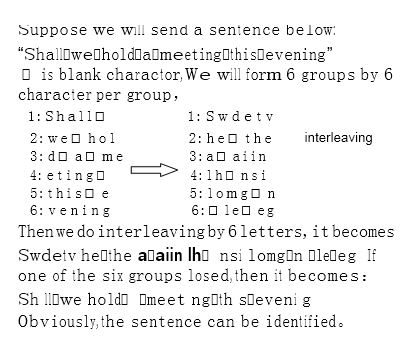 Suppose we will send a sentence below:
“Shall□we□hold□a□meeting□this□evening”
□ is blank charactor,We will form 6 groups by 6
character per group，
1:Shall□ 1:Swdetv
2:we□hol 2:he□the interleaving
3:d□a□me 3:a□aiin
4:eting□ 4:lh□nsi
5:this□e 5:lomg□n
6:vening 6:□le□eg
Then we do interleaving by 6 letters, it becomes
Swdetv he□the a□aiin lh□ nsi lomg□n □le□eg If
one of the six groups losed,then it becomes：
Sh ll□we hold□ □meet ng□th s□eveni g
Obviously,the sentence can be identified。